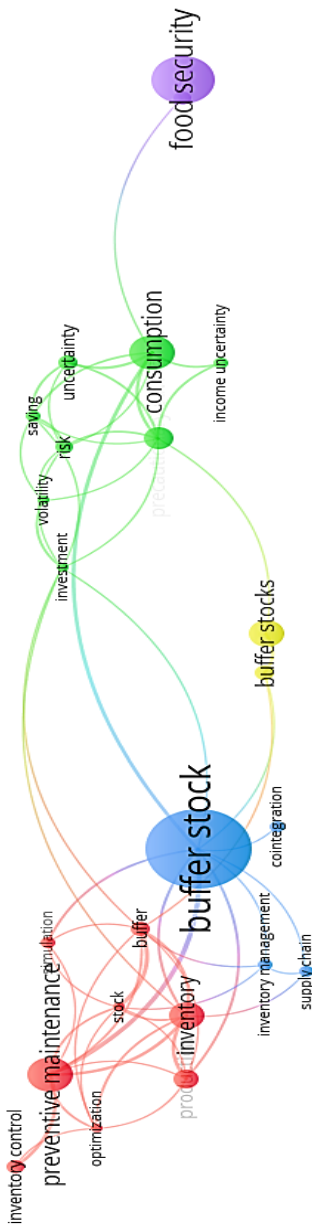 food security
consumption
uncertainty
income uncertainty
saving
risk
volatility
investment
buffer stocks
buffer stock
cointegration
inventory management
supply chain
buffer
stock
inventory
preventive maintenance
optimization
inventory control